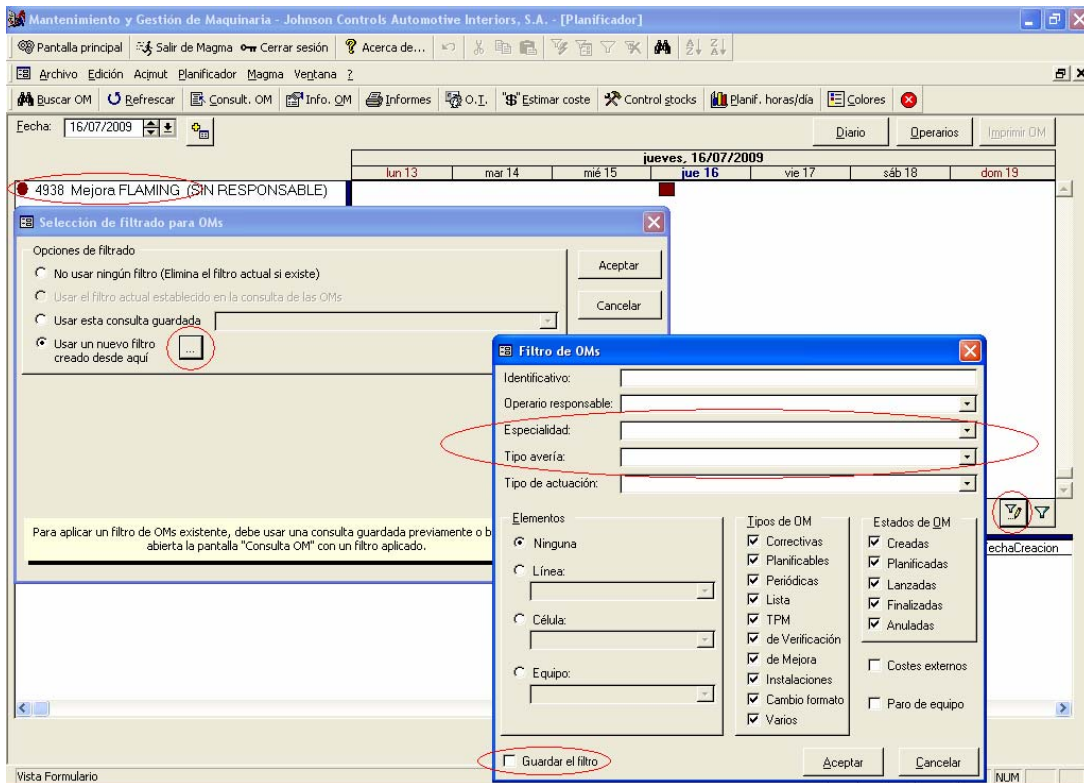 Mantenimiento y Gestión de Maquinaria - Johnson Controls Automotive Interiors, S.A. - [Planificador]
Pantalla principal Salir de Magma Cerrar sesión Acerca de...
Archivo Edición Acimut Planificador Magma Ventana ?
Buscar OM Refrescar Consult. OM Info. OM Informes O.I. "$" Estimar coste Control stocks Planif. horas/día Colores
Fecha: 16/07/2009 Diario Operarios Imprimir OM
jueves, 16/07/2009
lun 13 mar 14 mié 15 jue 16 vie 17 sáb 18 dom 19
4938 Mejora FLAMING (SIN RESPONSABLE)
Selección de filtrado para OMs
Opciones de filtrado
No usar ningún filtro (Elimina el filtro actual si existe)
Usar el filtro actual establecido en la consulta de las OMs
Usar esta consulta guardada
Usar un nuevo filtro
creado desde aquí
...
Aceptar
Cancelar
Para aplicar un filtro de OMs existente, debe usar una consulta guardada previamente o b
abierta la pantalla "Consulta OM" con un filtro aplicado.
echaCreacion
Filtro de OMs
Identificativo:
Operario responsable:
Especialidad:
Tipo avería:
Tipo de actuación:
Elementos
Ninguna
Línea:
Célula:
Equipo:
Tipos de OM
Correctivas
Planificables
Periódicas
Lista
TPM
de Verificación
de Mejora
Instalaciones
Cambio formato
Varios
Estados de OM
Creadas
Planificadas
Lanzadas
Finalizadas
Anuladas
Costes externos
Paro de equipo
Guardar el filtro Aceptar Cancelar
Vista Formulario NUM